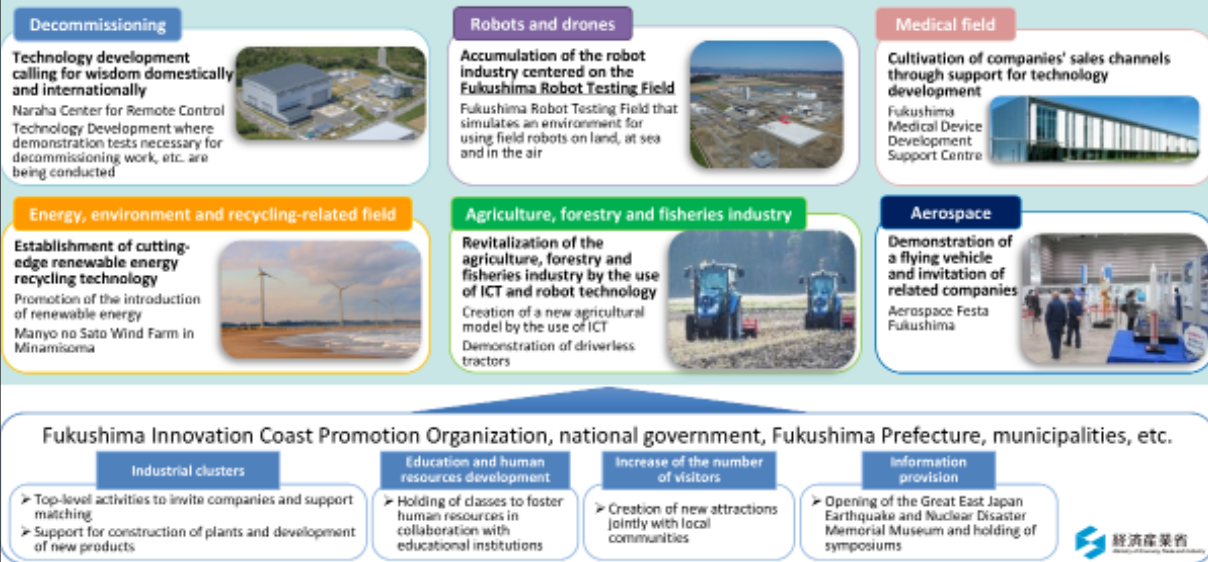 Decommissioning
Technology development
calling for wisdom domestically
and internationally
Naraha Center for Remote Control
Technology Development where
demonstration tests necessary for
decommissioning work, etc. are
being conducted
Robots and drones
Accumulation of the robot
industry centered on the
Fukushima Robot Testing Field
Fukushima Robot Testing Field that
simulates an environment for
using field robots on land, at sea
and in the air
Medical field
Cultivation of companies' sales channels
through support for technology
development
Fukushima
Medical Device
Development
Support Centre
Energy, environment and recycling-related field
Establishment of cutting-
edge renewable energy
recycling technology
Promotion of the introduction
of renewable energy
Manyo no Sato Wind Farm in
Minamisoma
Agriculture, forestry and fisheries industry
Revitalization of the
agriculture, forestry and
fisheries industry by the use
of ICT and robot technology
Creation of a new agricultural
model by the use of ICT
Demonstration of driverless
tractors
Aerospace
Demonstration of
a flying vehicle
and invitation of
related companies
Aerospace Festa
Fukushima
Fukushima Innovation Coast Promotion Organization, national government, Fukushima Prefecture, municipalities, etc.
Industrial clusters
➢ Top-level activities to invite companies and support
matching
➢ Support for construction of plants and development
of new products
Education and human
resources development
➢ Holding of classes to foster
human resources in
collaboration with
educational institutions
Increase of the number
of visitors
➢ Creation of new attractions
jointly with local
communities
Information
provision
➢ Opening of the Great East Japan
Earthquake and Nuclear Disaster
Memorial Museum and holding of
symposiums
経済産業省
Ministry of Economy, Trade and Industry